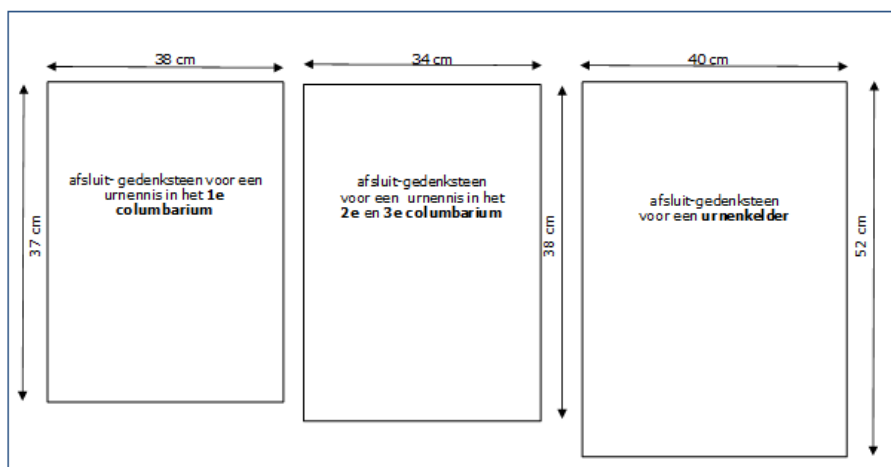 38 cm
34 cm
40 cm
37 cm
afsluit- gedenksteen voor een
urnennis in het 1e
columbarium
afsluit-gedenksteen
voor een urnennis in het
2e en 3e columbarium
38 cm
afsluit-gedenksteen
voor een urnenkelder
52 cm